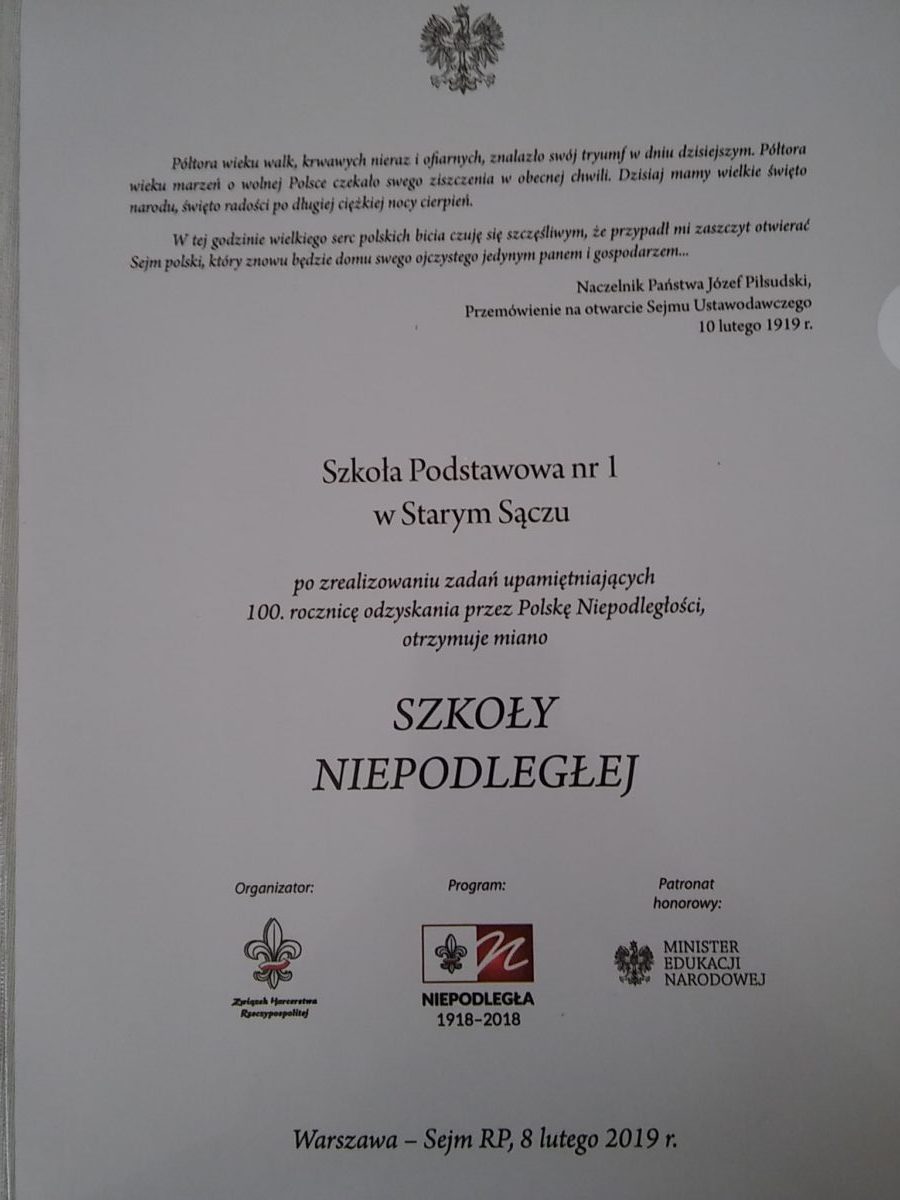 Półtora wieku walk, krwawych nieraz i ofiarnych, znalazło swój tryumf w dniu dzisiejszym. Półtora
wieku marzeń o wolnej Polsce czekało swego ziszczenia w obecnej chwili. Dzisiaj mamy wielkie święto
narodu, święto radości po długiej ciężkiej nocy cierpień.
W tej godzinie wielkiego serc polskich bicia czuję się szczęśliwym, że przypadł mi zaszczyt otwierać
Sejm polski, który znowu będzie domu swego ojczystego jedynym panem i gospodarzem...
Naczelnik Państwa Józef Piłsudski,
Przemówienie na otwarcie Sejmu Ustawodawczego
10 lutego 1919 r.
Szkoła Podstawowa nr 1
w Starym Sączu
po zrealizowaniu zadań upamiętniających
100. rocznicę odzyskania przez Polskę Niepodległości,
otrzymuje miano
SZKOŁY
NIEPODLEGŁEJ
Organizator:
Związek Harcerstwa
Rzeczypospolitej
Program:
n
NIEPODLEGŁA
1918–2018
Patronat
honorowy:
MINISTER
EDUKACJI
NARODOWEJ
Warszawa – Sejm RP, 8 lutego 2019 r.